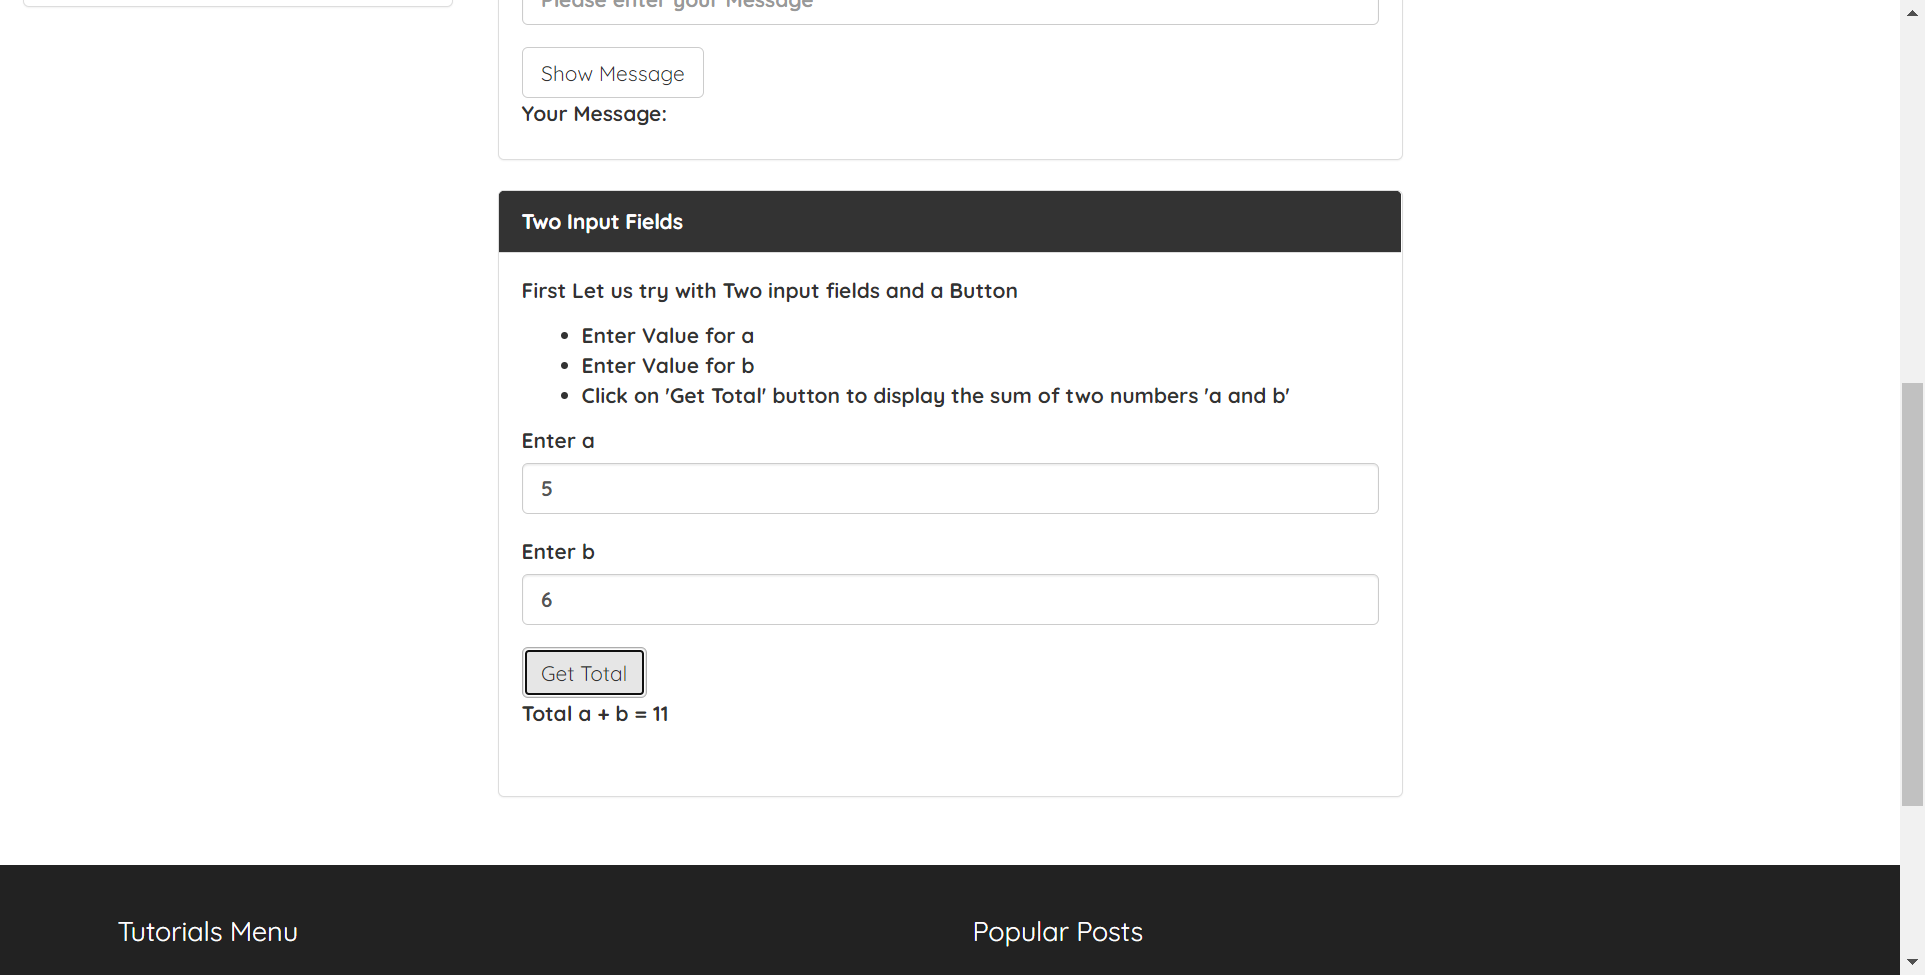 Please enter your Message
Show Message
Your Message:
Two Input Fields
First Let us try with Two input fields and a Button
• Enter Value for a
• Enter Value for b
• Click on 'Get Total' button to display the sum of two numbers 'a and b'
Enter a
5
Enter b
6
Get Total
Total a + b = 11
Tutorials Menu
Popular Posts